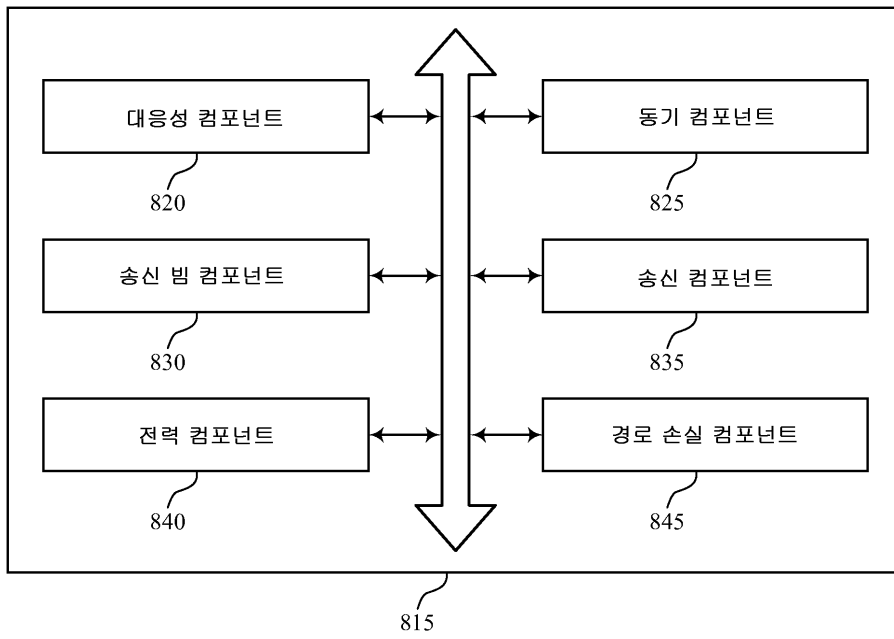 대응성 컴포넌트
동기 컴포넌트
820
825
송신 빔 컴포넌트
송신 컴포넌트
830
835
전력 컴포넌트
경로 손실 컴포넌트
840
845
815